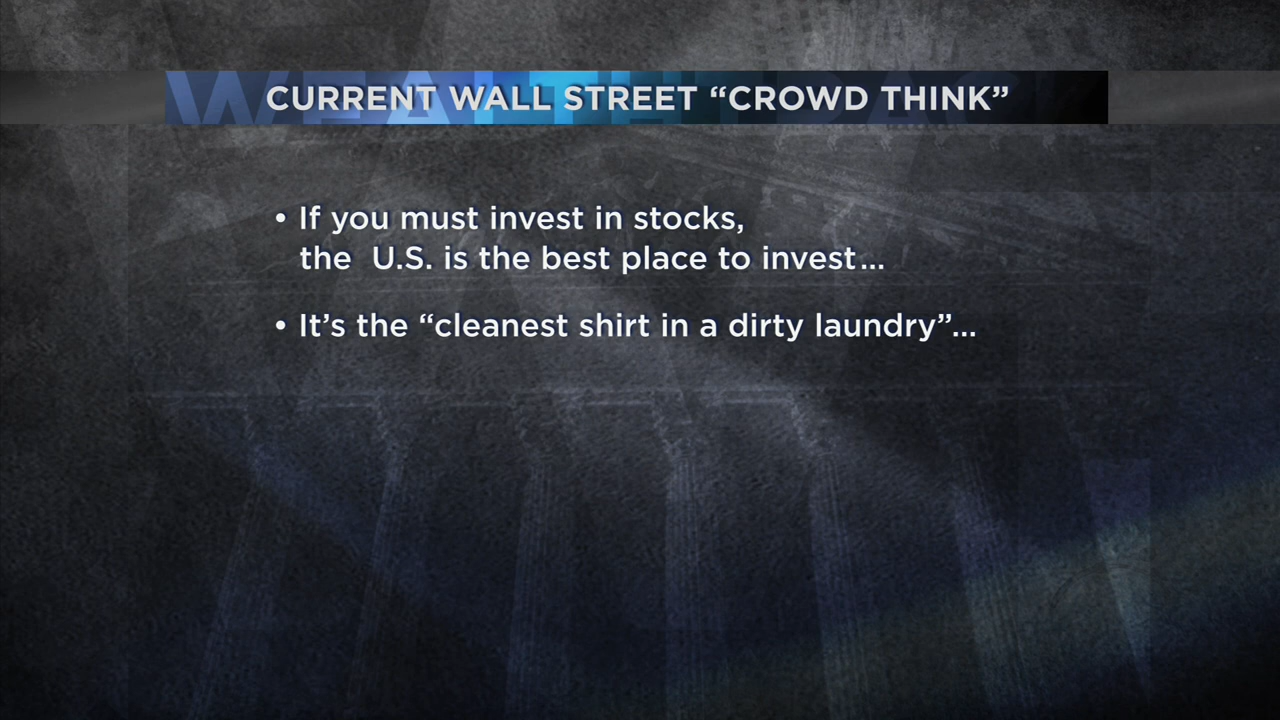 CURRENT WALL STREET “CROWD THINK”
• If you must invest in stocks,
the  U.S. is the best place to invest...
• It’s the “cleanest shirt in a dirty laundry”...